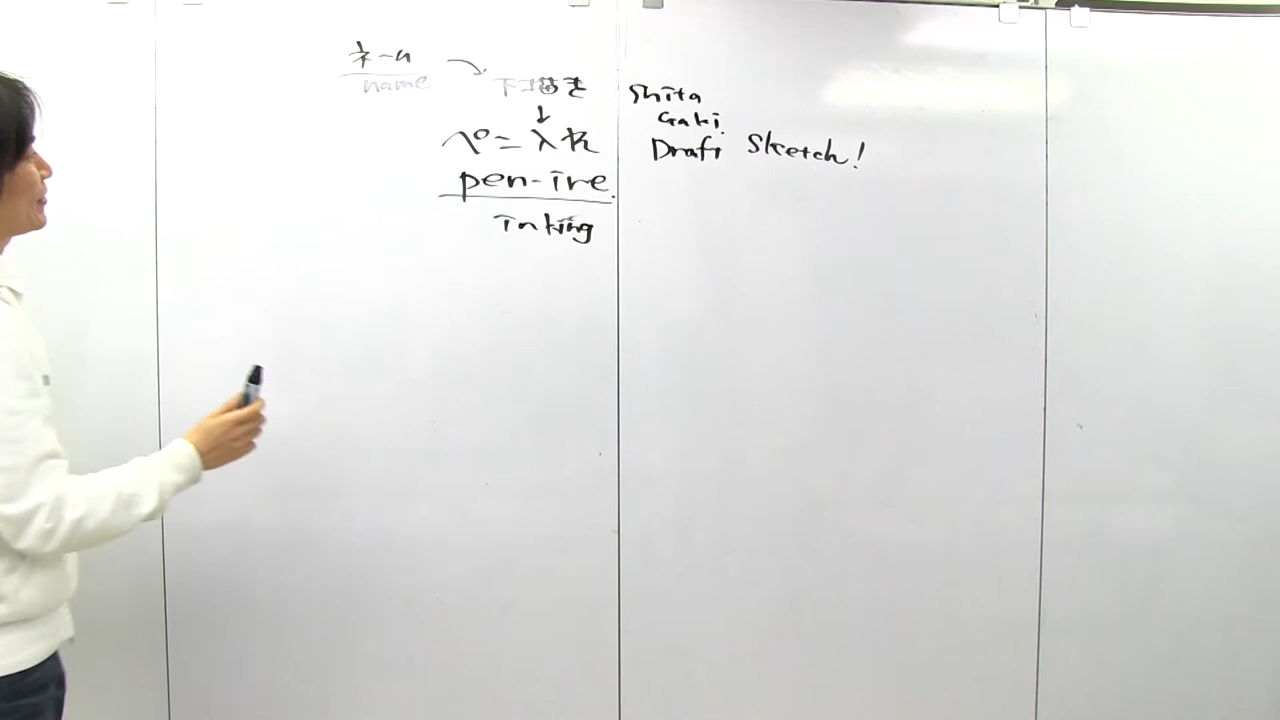 ネーム
name
下描き
Shita
Gaki.
Draft Sketch!
ペン入れ
pen-ire.
inking